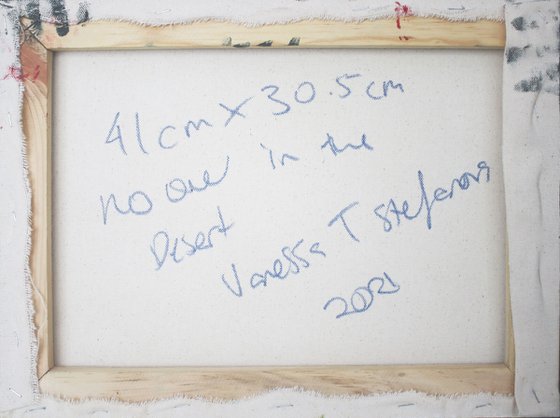 41cm x 30.5cm
no one in the
Desert
Vanessa T Stefanova
2021